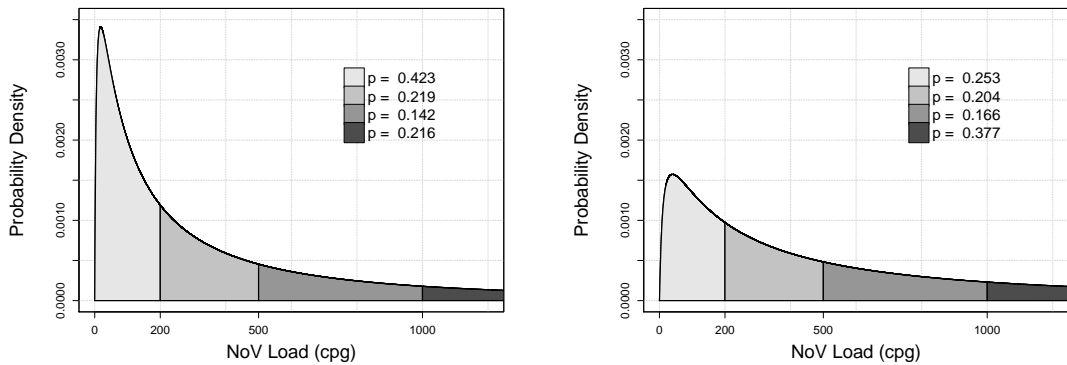 Probability Density
0.0000 0.0010 0.0020 0.0030
p = 0.423
p = 0.219
p = 0.142
p = 0.216
0 200 500 1000
NoV Load (cpg)
Probability Density
0.0000 0.0010 0.0020 0.0030
p = 0.253
p = 0.204
p = 0.166
p = 0.377
0 200 500 1000
NoV Load (cpg)